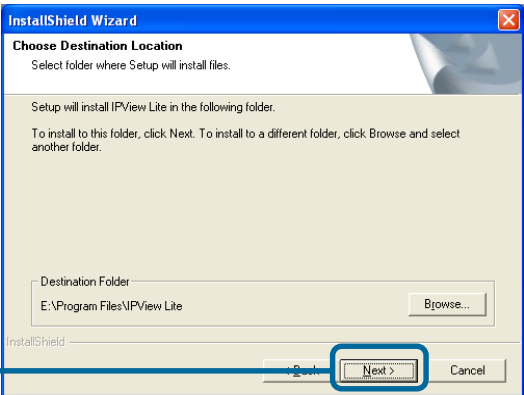 InstallShield Wizard
Choose Destination Location
Select folder where Setup will install files.
Setup will install IPView Lite in the following folder.
To install to this folder, click Next. To install to a different folder, click Browse and select
another folder.
Destination Folder
E:\Program Files\IPView Lite
Browse...
InstallShield
< Back Next > Cancel